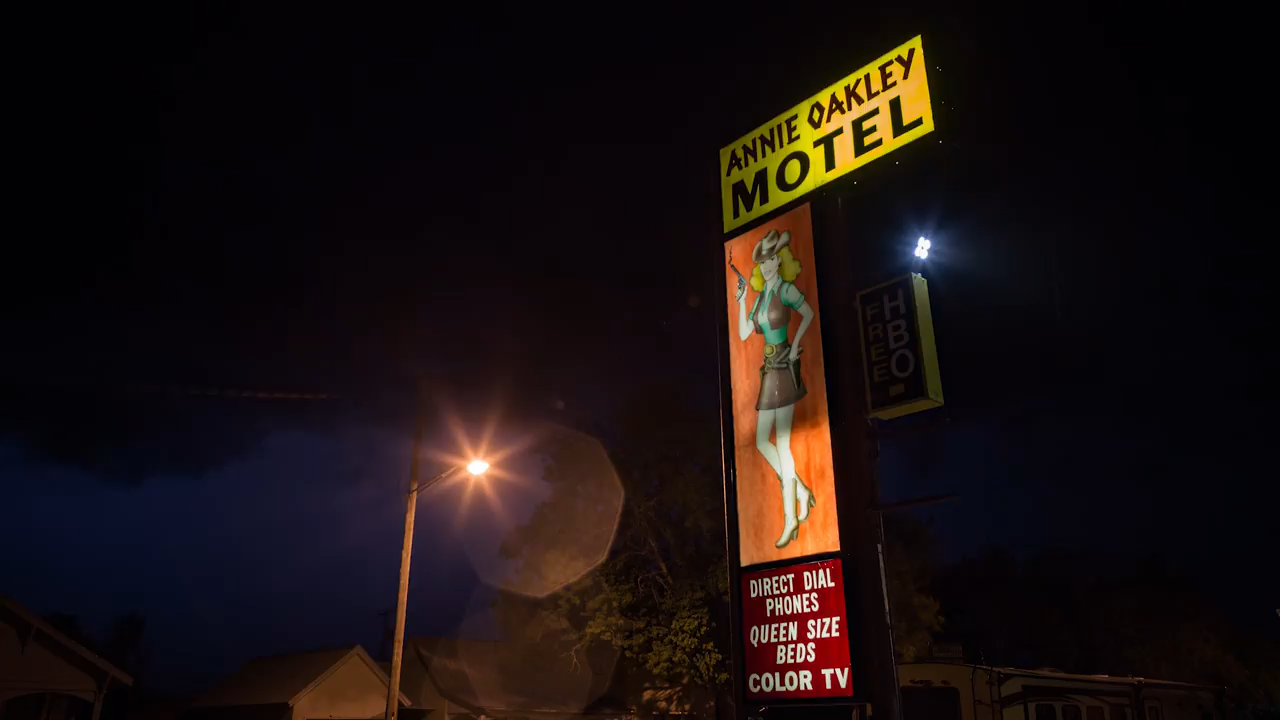 ANNIE OAKLEY
MOTEL
FREE
HBO
DIRECT DIAL
PHONES
QUEEN SIZE
BEDS
COLOR TV